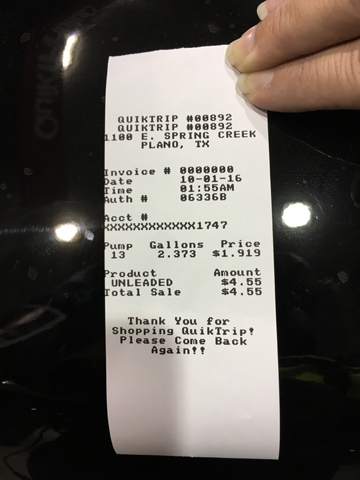 QUIKTRIP #00892
QUIKTRIP #00892
1100 E. SPRING CREEK
PLANO, TX
Invoice # 0000000
Date 10-01-16
Time 01:55AM
Auth # 06336B
Acct #
XXXXXXXXXXXX1747
Pump Gallons Price
13 2.373 $1.919
Product Amount
UNLEADED $4.55
Total Sale $4.55
Thank You for
Shopping QuikTrip!
Please Come Back
Again!!